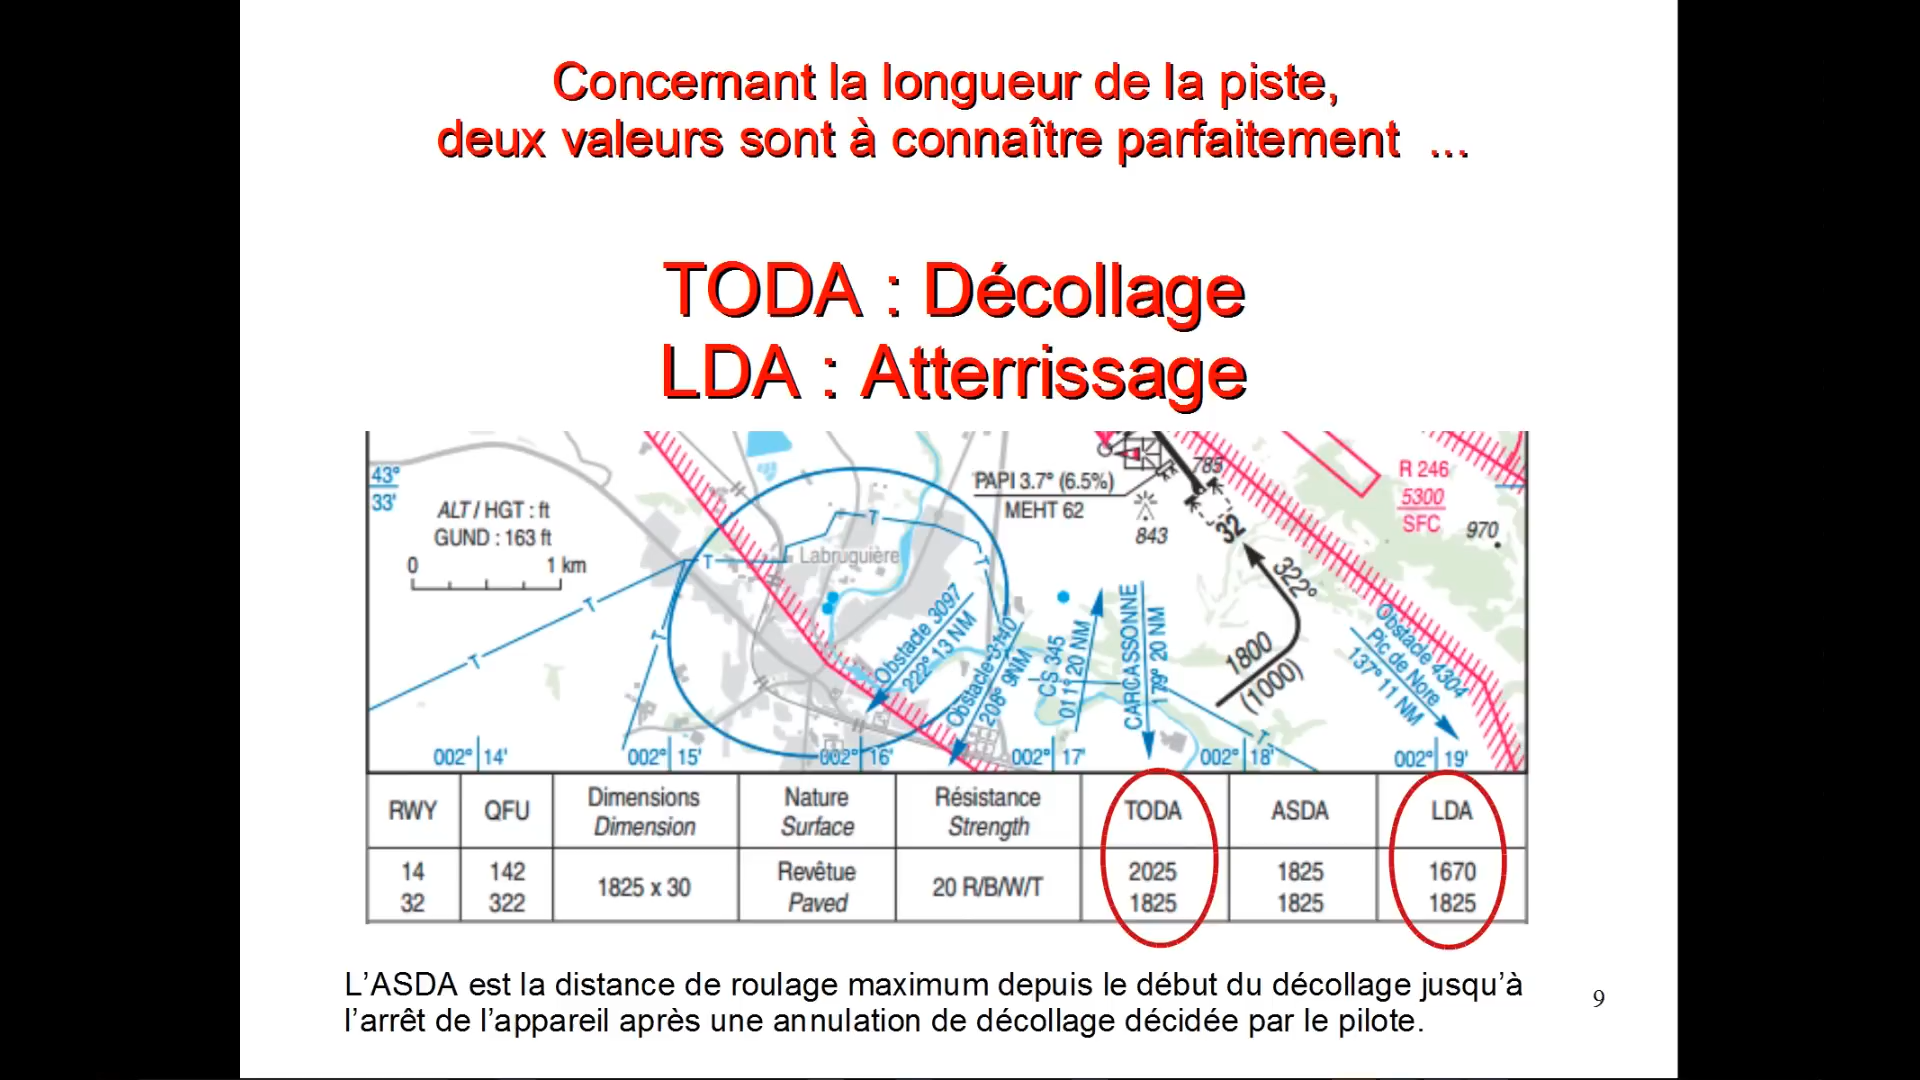 Concernant la longueur de la piste,
deux valeurs sont à connaître parfaitement ...
TODA : Décollage
LDA : Atterrissage
43°
33'
ALT / HGT : ft
GUND : 163 ft
0 1 km
Labruguière
PAPI 3.7° (6.5%)
MEHT 62
785
843
32
322°
1800
(1000)
R 246
5300
SFC
970
T
T
T
T
T
T
T
Obstacle 3097
222° 13 NM
Obstacle 3140
208° 9NM
CS 345
011° 20 NM
CARCASSONNE
179° 20 NM
Obstacle 4304
Pic de Nore
137° 11 NM
002° 14' 002° 15' 002° 16' 002° 17' 002° 18' 002° 19'
RWY QFU Dimensions Nature Résistance TODA ASDA LDA
Dimension Surface Strength
14 142 1825 x 30 Revêtue 20 R/B/W/T 2025 1825 1670
32 322 Paved 1825 1825 1825
L’ASDA est la distance de roulage maximum depuis le début du décollage jusqu’à
l’arrêt de l’appareil après une annulation de décollage décidée par le pilote.
9